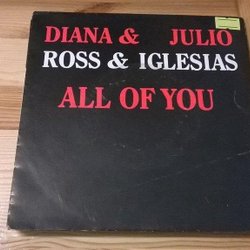 DIANA & JULIO
ROSS & IGLESIAS
ALL OF YOU